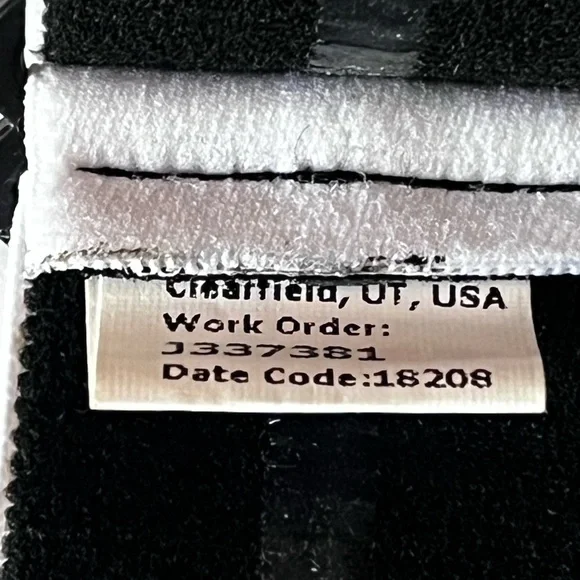 Clearfield, UT, USA
Work Order:
J337381
Date Code:18208